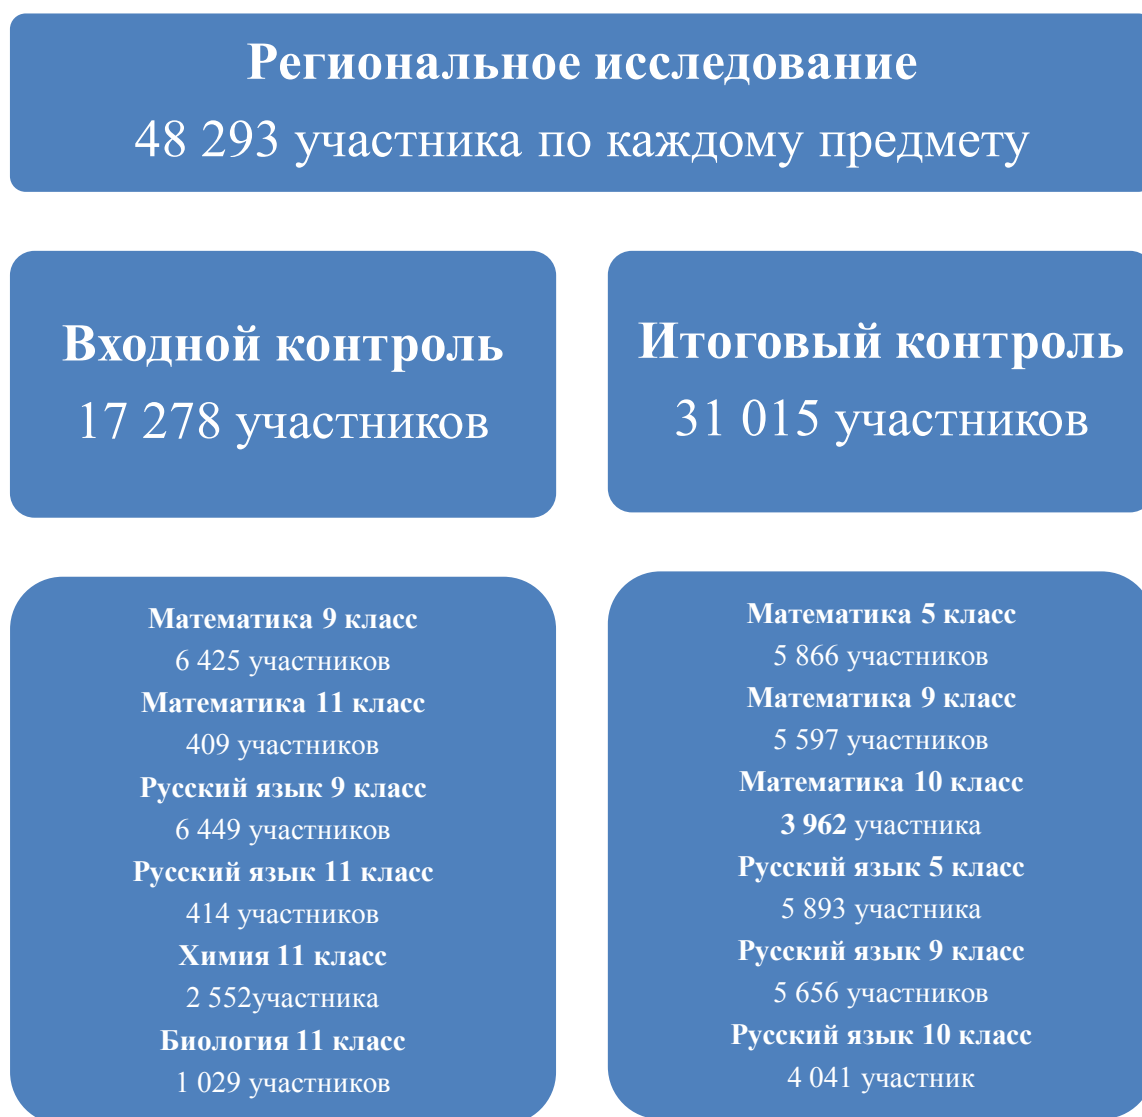 Региональное исследование
48 293 участника по каждому предмету
Входной контроль
17 278 участников
Итоговый контроль
31 015 участников
Математика 9 класс
6 425 участников
Математика 11 класс
409 участников
Русский язык 9 класс
6 449 участников
Русский язык 11 класс
414 участников
Химия 11 класс
2 552участника
Биология 11 класс
1 029 участников
Математика 5 класс
5 866 участников
Математика 9 класс
5 597 участников
Математика 10 класс
3 962 участника
Русский язык 5 класс
5 893 участника
Русский язык 9 класс
5 656 участников
Русский язык 10 класс
4 041 участник